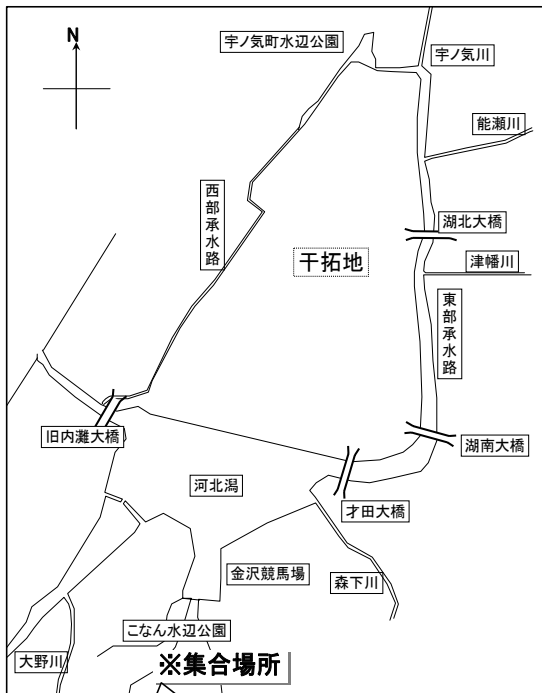 宇ノ気町水辺公園
宇ノ気川
N
能瀬川
西部承水路
湖北大橋
干拓地
津幡川
東部承水路
旧内灘大橋
湖南大橋
河北潟
才田大橋
金沢競馬場
森下川
こなん水辺公園
大野川
※集合場所